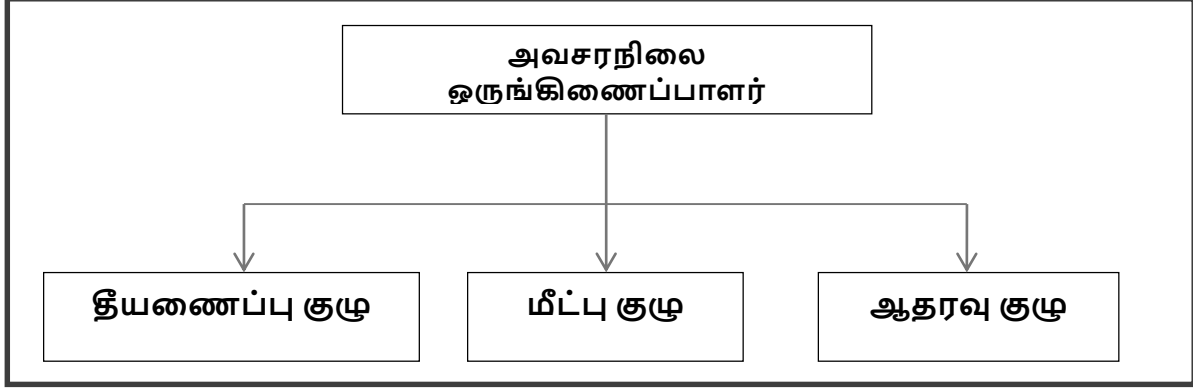 அவசரநிலை
ஒருங்கிணைப்பாளர்
தீயணைப்பு குழு
மீட்பு குழு
ஆதரவு குழு